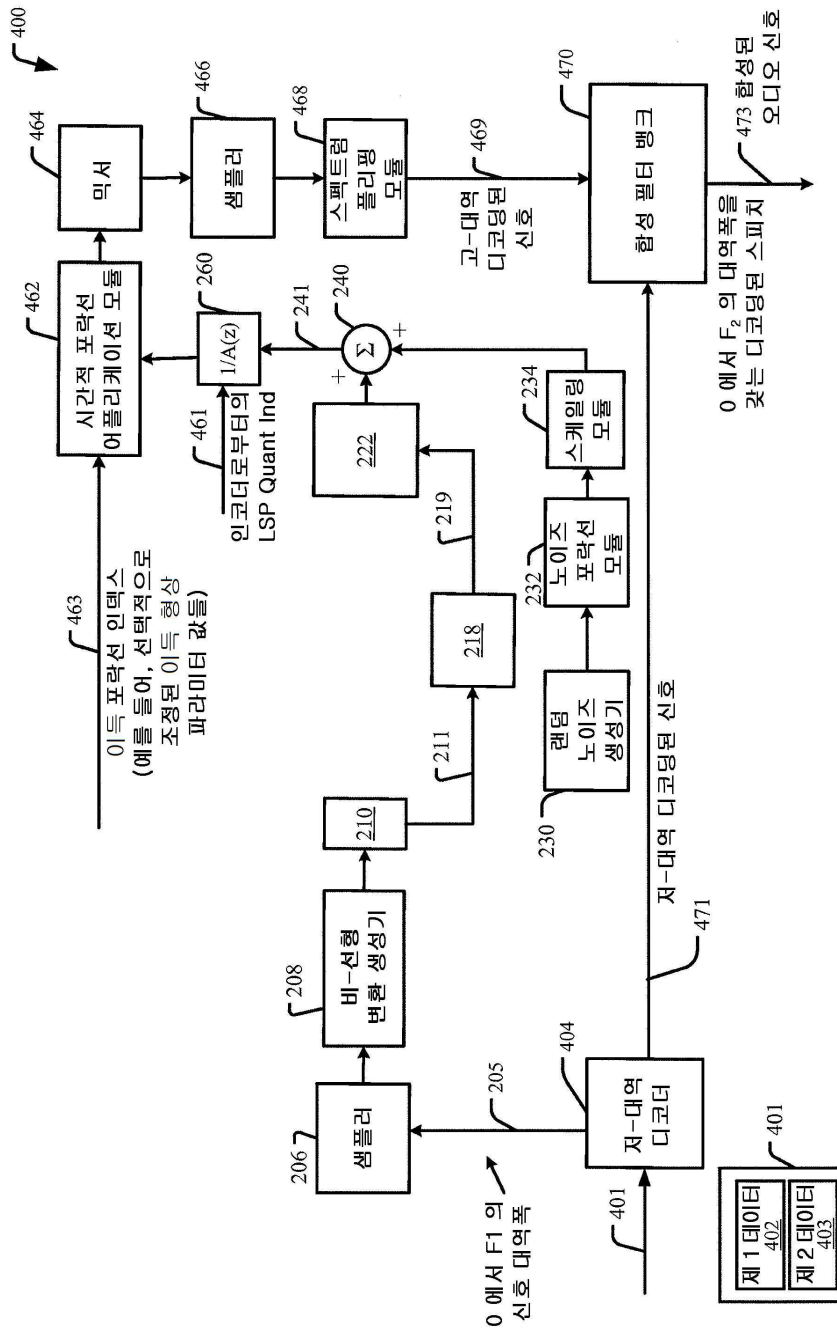 400
463
이득 포락선 인덱스
(예를 들어, 선택적으로
조정된 이득 형상
파라미터 값들)
462
시간적 포락선
어플리케이션 모듈
464
믹서
466
샘플러
468
스펙트럼
플리핑
모듈
469
고-대역
디코딩된
신호
470
합성 필터 뱅크
473 합성된
오디오 신호
0 에서 F₂ 의 대역폭을
갖는 디코딩된 스피치
260
1/A(z)
461
인코더로부터의
LSP Quant Ind
241
240
Σ
+
+
222
219
218
211
210
208
비-선형
변환 생성기
206
샘플러
205
0 에서 F1 의
신호 대역폭
230
랜덤
노이즈
생성기
232
노이즈
포락선
모듈
234
스케일링
모듈
404
저-대역
디코더
401
471
저-대역 디코딩된 신호
401
제 1 데이터
402
제 2 데이터
403